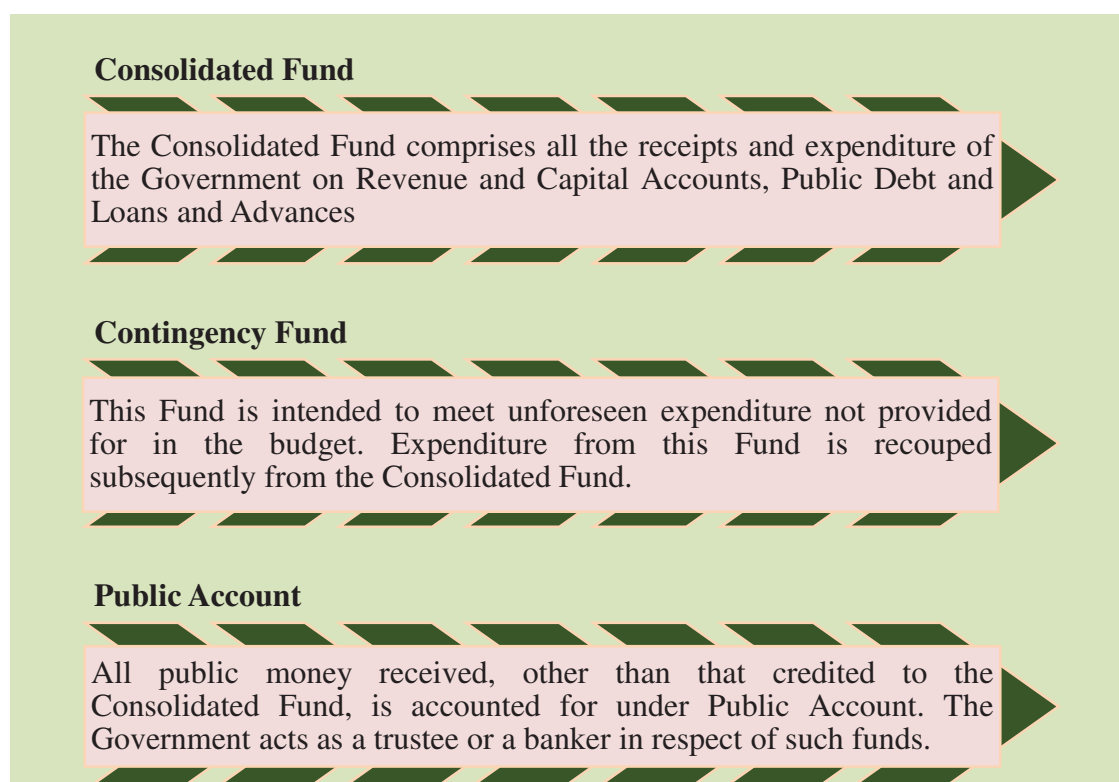 Consolidated Fund
The Consolidated Fund comprises all the receipts and expenditure of
the Government on Revenue and Capital Accounts, Public Debt and
Loans and Advances
Contingency Fund
This Fund is intended to meet unforeseen expenditure not provided
for in the budget. Expenditure from this Fund is recouped
subsequently from the Consolidated Fund.
Public Account
All public money received, other than that credited to the
Consolidated Fund, is accounted for under Public Account. The
Government acts as a trustee or a banker in respect of such funds.